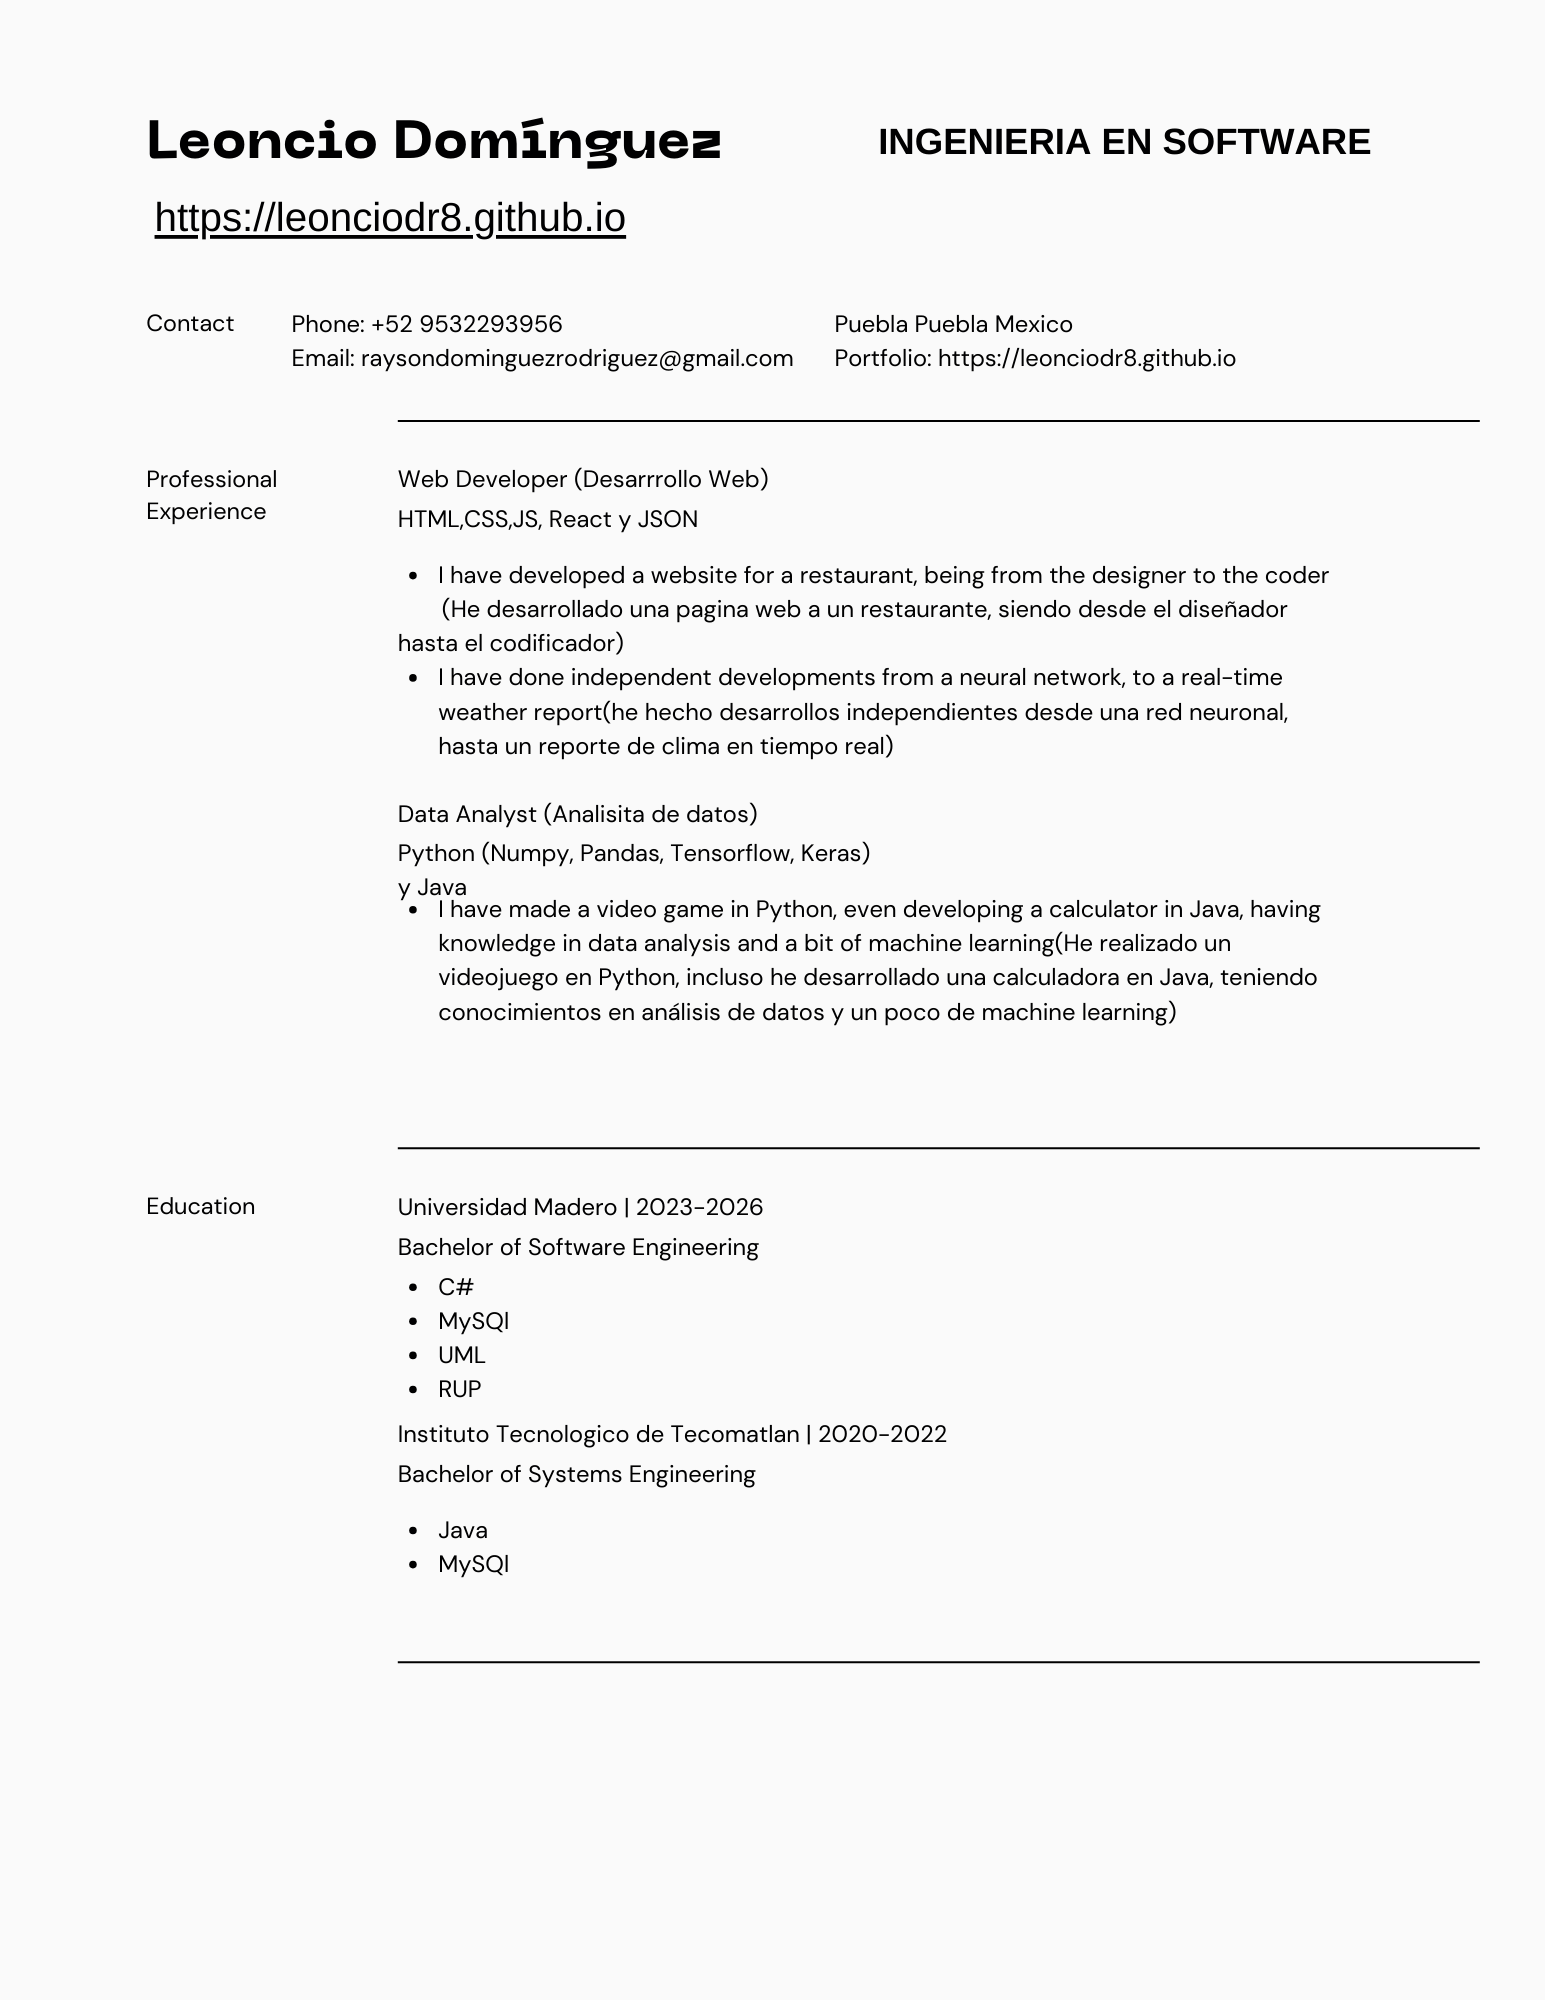 Leoncio Domínguez
INGENIERIA EN SOFTWARE
https://leonciodr8.github.io
Contact
Phone: +52 9532293956
Email: raysondominguezrodriguez@gmail.com
Puebla Puebla Mexico
Portfolio: https://leonciodr8.github.io
Professional
Experience
Web Developer (Desarrrollo Web)
HTML,CSS,JS, React y JSON
• I have developed a website for a restaurant, being from the designer to the coder
(He desarrollado una pagina web a un restaurante, siendo desde el diseñador
hasta el codificador)
• I have done independent developments from a neural network, to a real-time
weather report(he hecho desarrollos independientes desde una red neuronal,
hasta un reporte de clima en tiempo real)
Data Analyst (Analisita de datos)
Python (Numpy, Pandas, Tensorflow, Keras)
y Java
• I have made a video game in Python, even developing a calculator in Java, having
knowledge in data analysis and a bit of machine learning(He realizado un
videojuego en Python, incluso he desarrollado una calculadora en Java, teniendo
conocimientos en análisis de datos y un poco de machine learning)
Education
Universidad Madero | 2023-2026
Bachelor of Software Engineering
• C#
• MySQl
• UML
• RUP
Instituto Tecnologico de Tecomatlan | 2020-2022
Bachelor of Systems Engineering
• Java
• MySQl